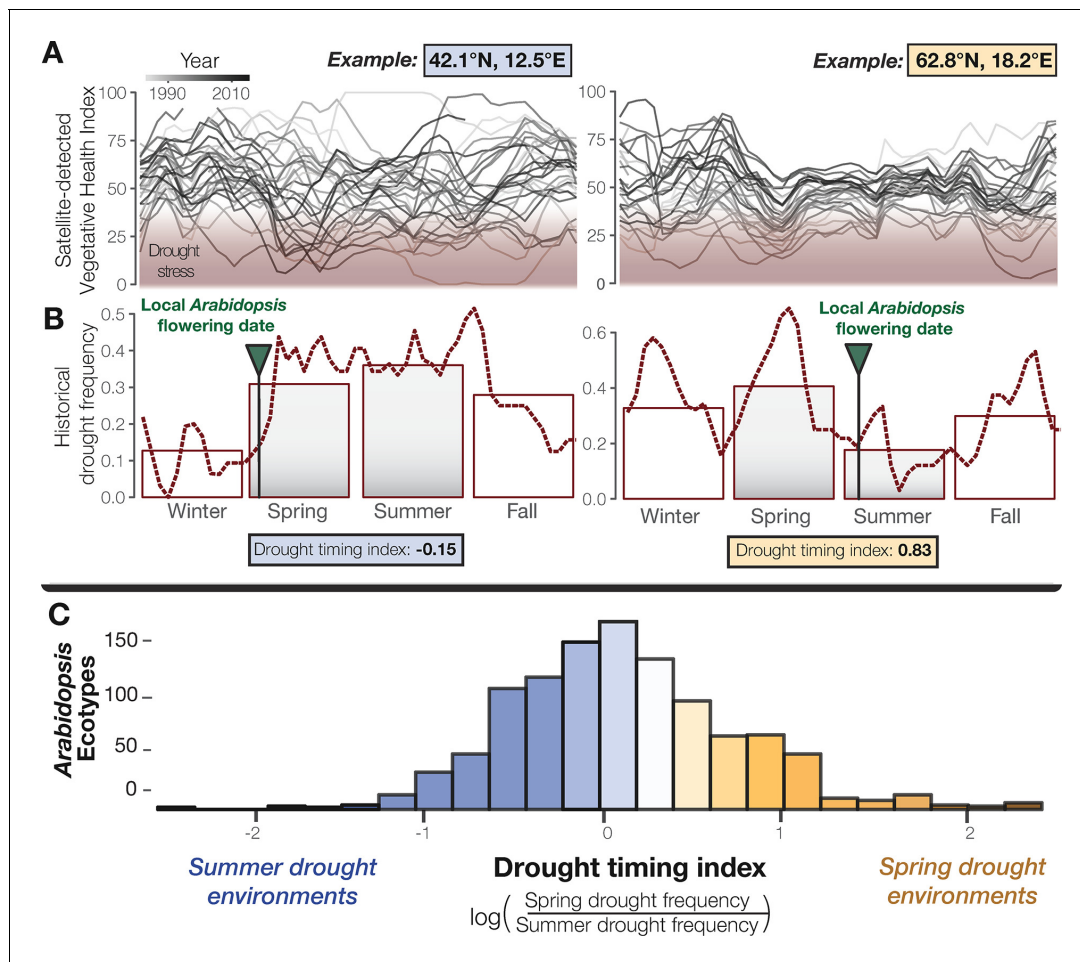 A
Year
1990 2010
Example: 42.1°N, 12.5°E
Example: 62.8°N, 18.2°E
Satellite-detected
Vegetative Health Index
100
75
50
25
0
Drought
stress
100
75
50
25
0
B
Local Arabidopsis
flowering date
Local Arabidopsis
flowering date
Historical
drought frequency
0.5
0.4
0.3
0.2
0.1
0.0
Winter Spring Summer Fall
0.6
0.4
0.2
0.0
Winter Spring Summer Fall
Drought timing index: -0.15
Drought timing index: 0.83
C
Arabidopsis
Ecotypes
150
100
50
0
-2 -1 0 1 2
Summer drought
environments
Drought timing index
log(Spring drought frequency
Summer drought frequency)
Spring drought
environments